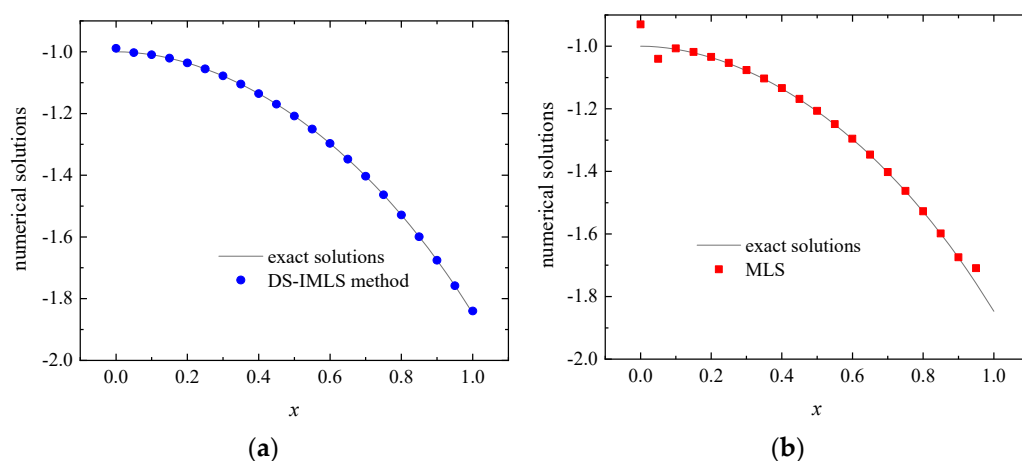 -1.0
-1.2
-1.4
-1.6
-1.8
-2.0
numerical solutions
exact solutions
DS-IMLS method
0.0 0.2 0.4 0.6 0.8 1.0
x
(a)
-1.0
-1.2
-1.4
-1.6
-1.8
-2.0
numerical solutions
exact solutions
MLS
0.0 0.2 0.4 0.6 0.8 1.0
x
(b)